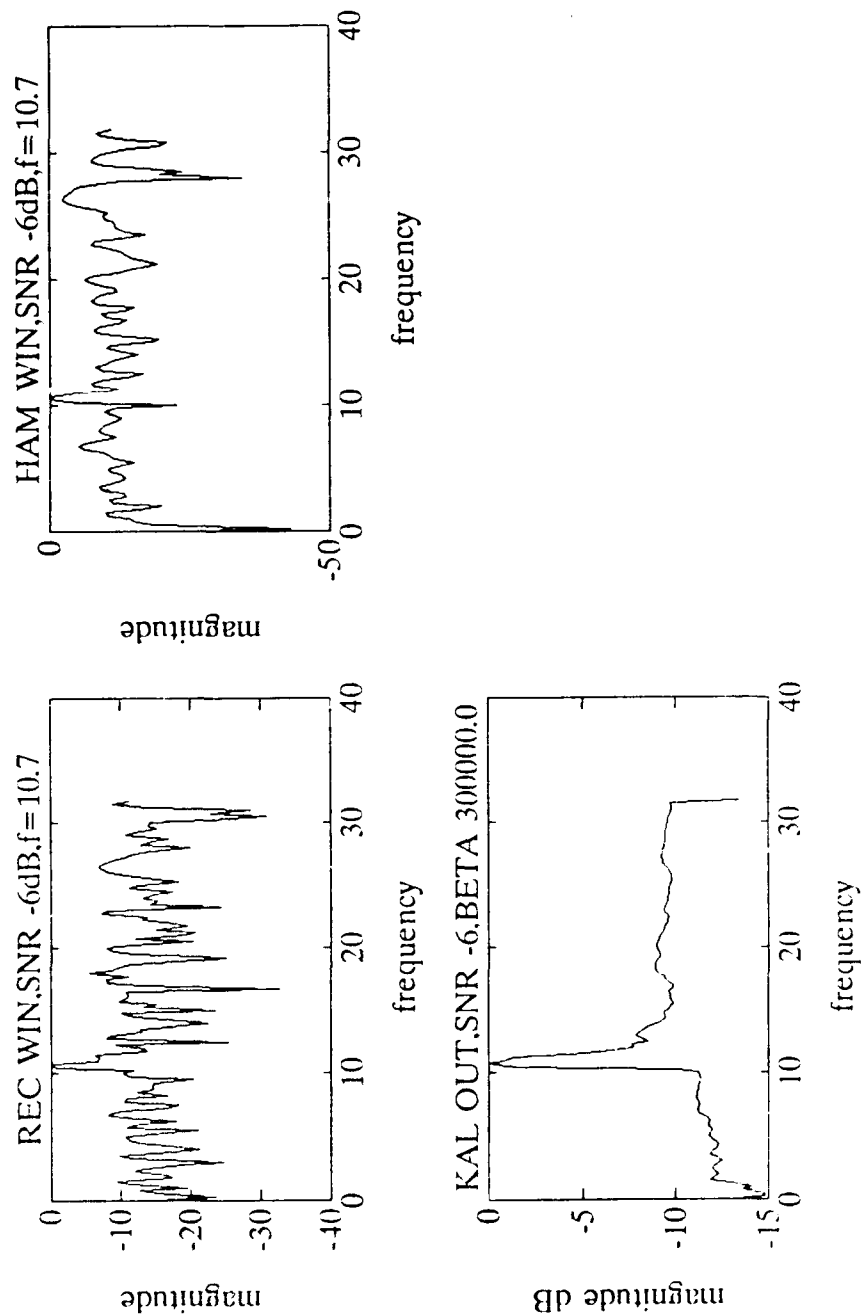 REC WIN.SNR -6dB.f=10.7
0
-10
-20
-30
-40
magnitude
0
10
20
30
40
frequency
HAM WIN,SNR -6dB,f=10.7
0
-50
magnitude
0
10
20
30
40
frequency
KAL OUT.SNR -6.BETA 300000.0
0
-5
-10
-15
magnitude dB
0
10
20
30
40
frequency